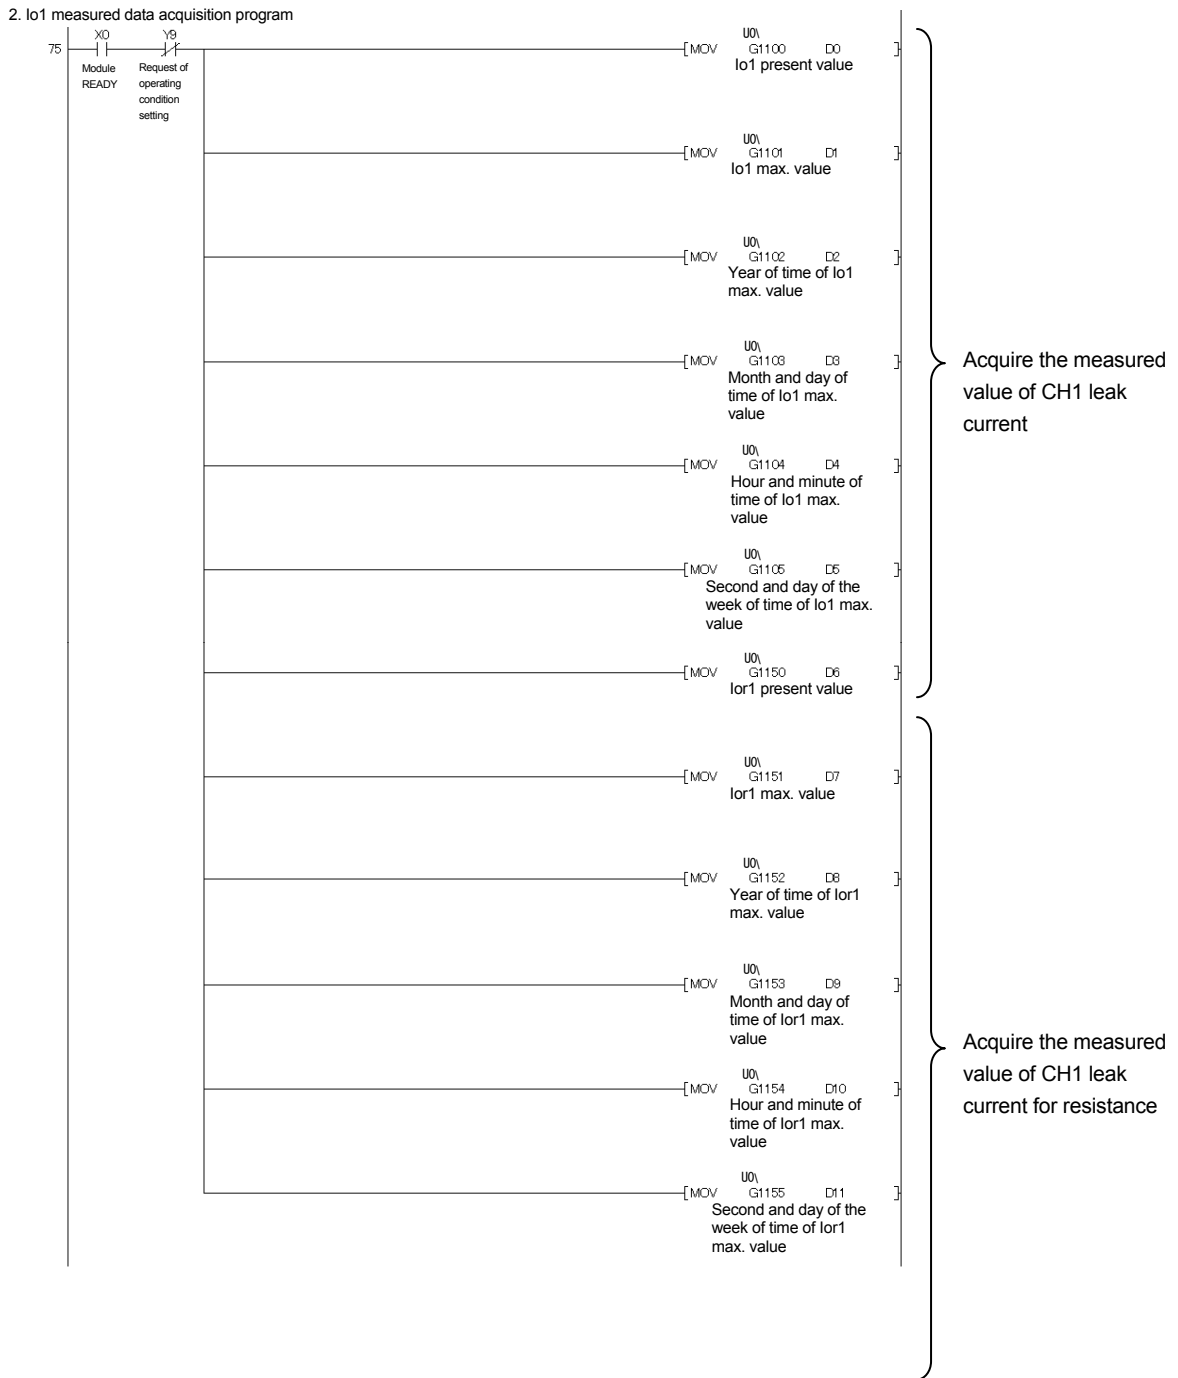 2. Io1 measured data acquisition program
75
X0
Y9
Module
READY
Request of
operating
condition
setting
U0\
[MOV G1100 D0 ]
Io1 present value
U0\
[MOV G1101 D1 ]
Io1 max. value
U0\
[MOV G1102 D2 ]
Year of time of Io1
max. value
U0\
[MOV G1103 D3 ]
Month and day of
time of Io1 max.
value
U0\
[MOV G1104 D4 ]
Hour and minute of
time of Io1 max.
value
U0\
[MOV G1105 D5 ]
Second and day of the
week of time of Io1 max.
value
U0\
[MOV G1150 D6 ]
Ior1 present value
Acquire the measured
value of CH1 leak
current
U0\
[MOV G1151 D7 ]
Ior1 max. value
U0\
[MOV G1152 D8 ]
Year of time of Ior1
max. value
U0\
[MOV G1153 D9 ]
Month and day of
time of Ior1 max.
value
U0\
[MOV G1154 D10 ]
Hour and minute of
time of Ior1 max.
value
U0\
[MOV G1155 D11 ]
Second and day of the
week of time of Ior1
max. value
Acquire the measured
value of CH1 leak
current for resistance